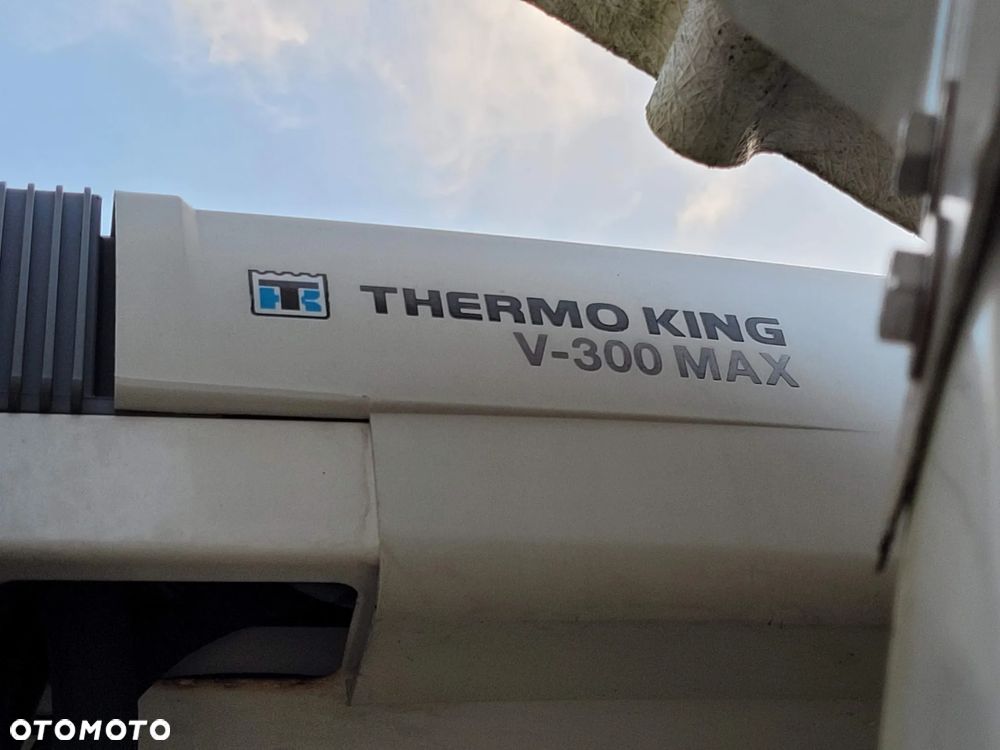 THERMO KING
V-300 MAX
OTOMOTO